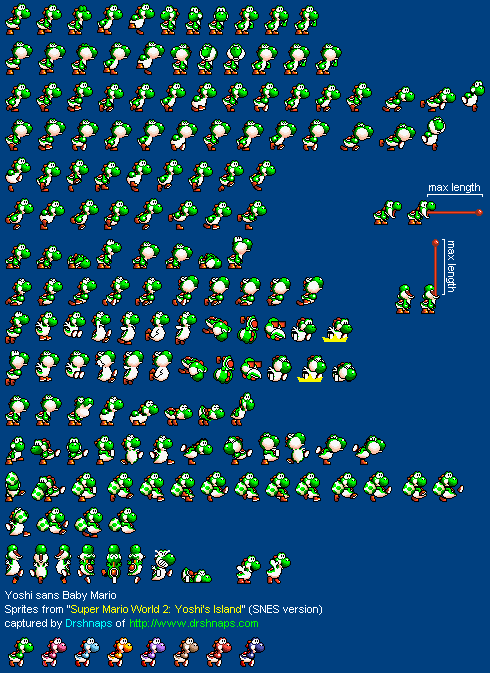 max length
max length
Yoshi sans Baby Mario
Sprites from "Super Mario World 2: Yoshi's Island" (SNES version)
captured by Drshnaps of http://www.drshnaps.com